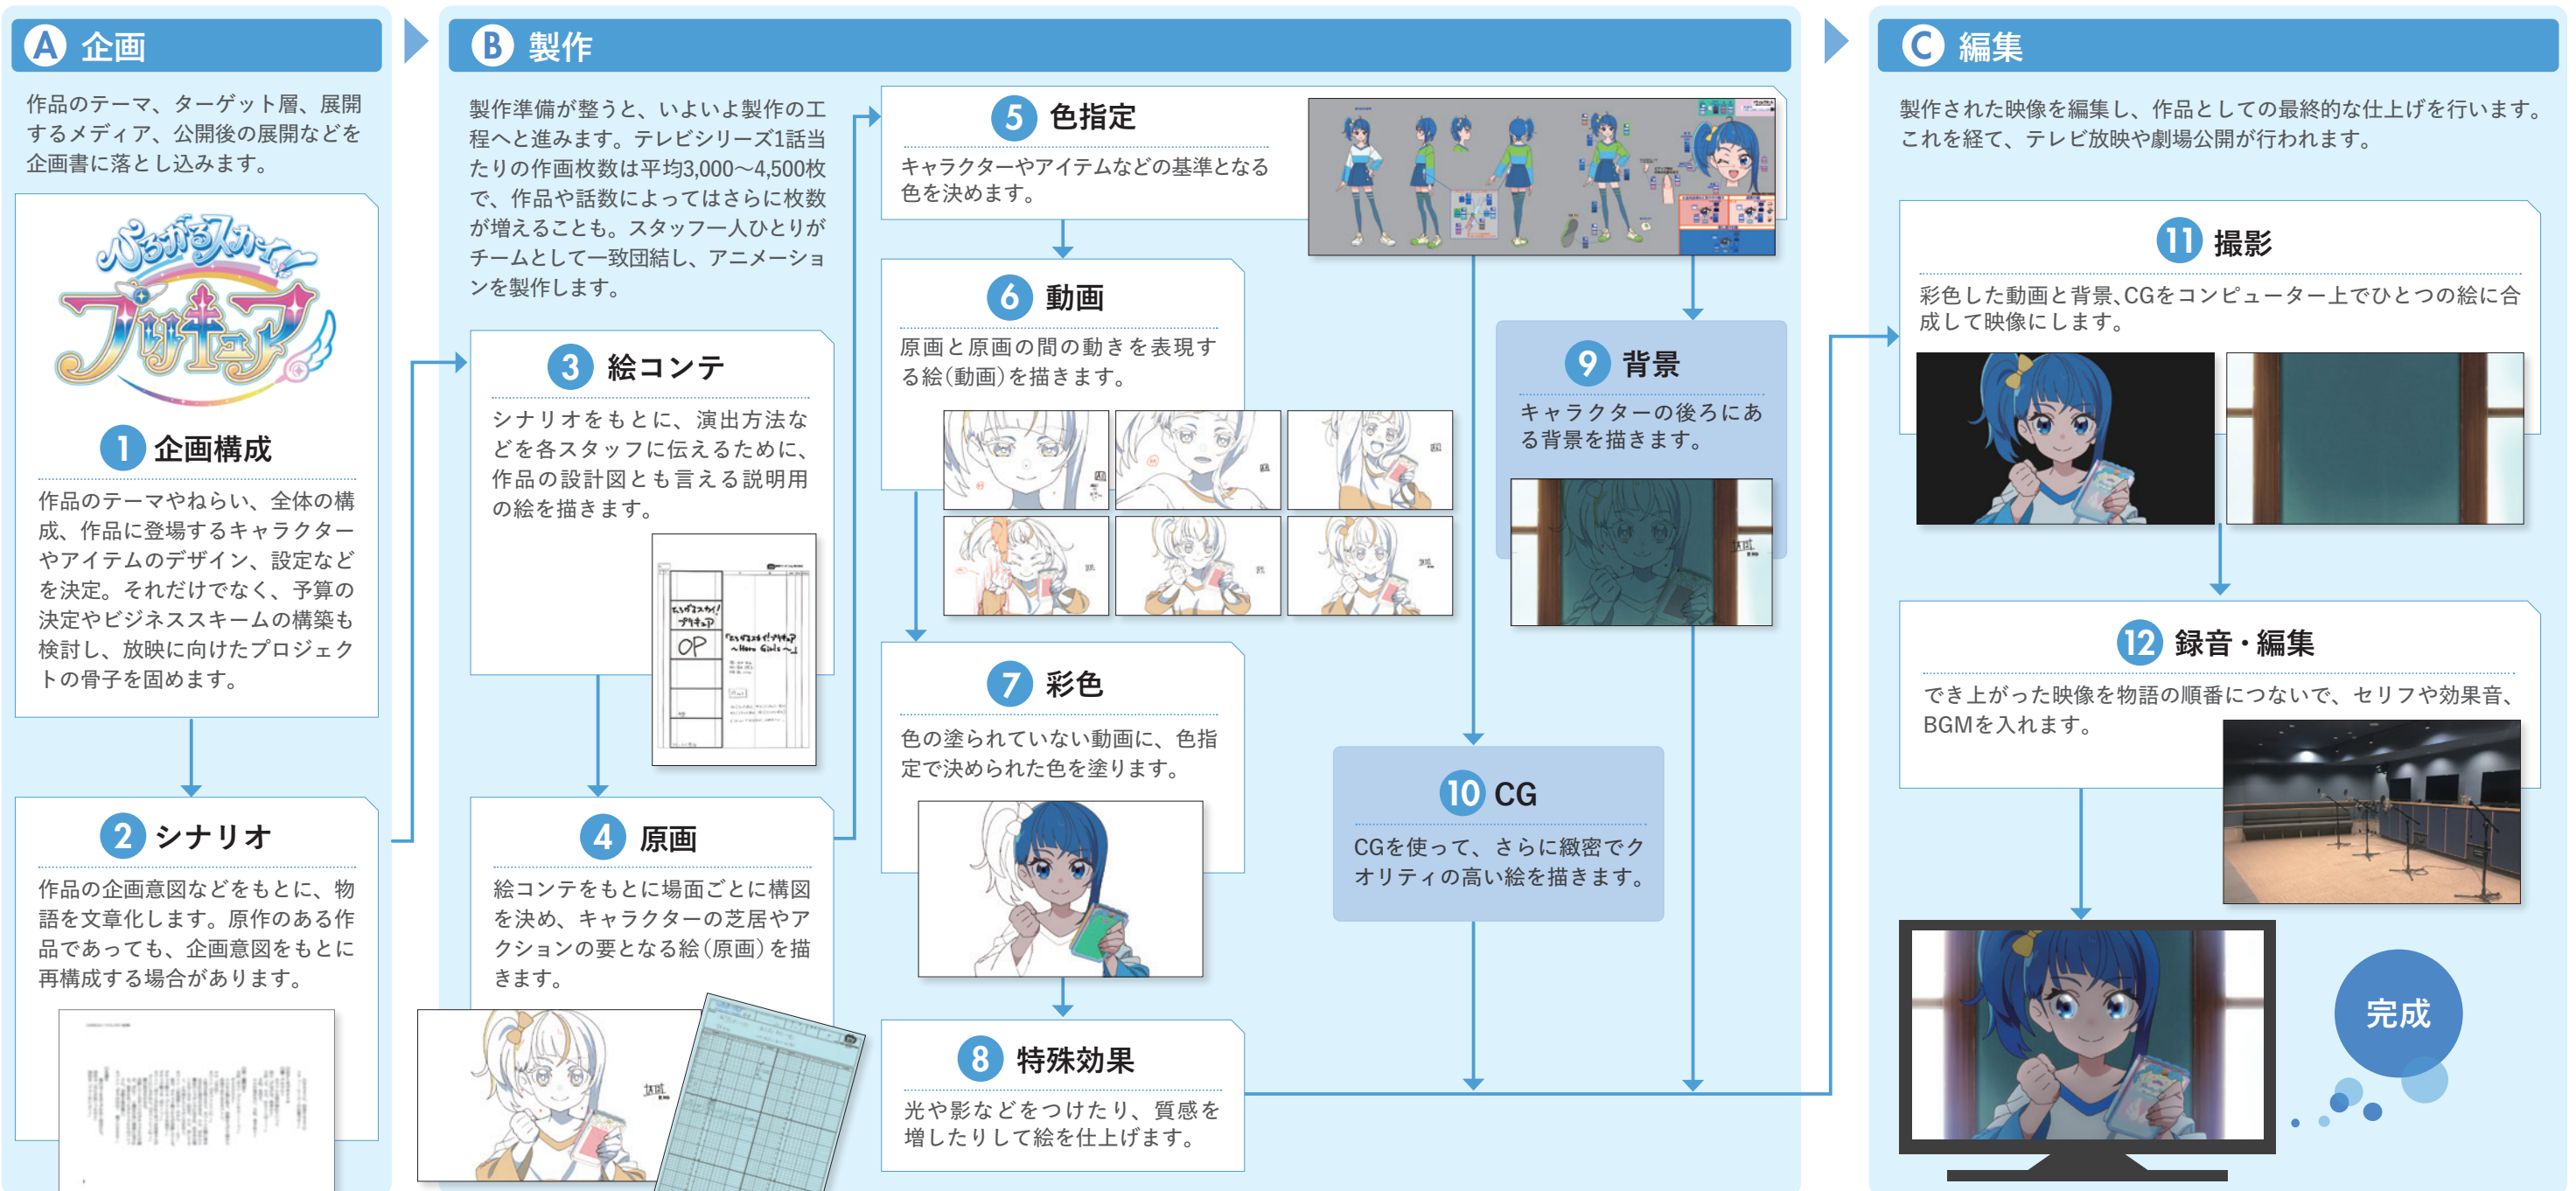 A 企画
作品のテーマ、ターゲット層、展開
するメディア、公開後の展開などを
企画書に落とし込みます。
ひろがるスカイ!
プリキュア
1 企画構成
作品のテーマやねらい、全体の構
成、作品に登場するキャラクター
やアイテムのデザイン、設定など
を決定。それだけでなく、予算の
決定やビジネススキームの構築も
検討し、放映に向けたプロジェク
トの骨子を固めます。
2 シナリオ
作品の企画意図などをもとに、物
語を文章化します。原作のある作
品であっても、企画意図をもとに
再構成する場合があります。
B 製作
製作準備が整うと、いよいよ製作の工
程へと進みます。テレビシリーズ1話当
たりの作画枚数は平均3,000〜4,500枚
で、作品や話数によってはさらに枚数
が増えることも。スタッフ一人ひとりが
チームとして一致団結し、アニメーショ
ンを製作します。
3 絵コンテ
シナリオをもとに、演出方法な
どを各スタッフに伝えるために、
作品の設計図とも言える説明用
の絵を描きます。
ひろがるスカイ!
プリキュア
OP
「ひろがるスカイ!プリキュア
〜Hero Girls〜」
4 原画
絵コンテをもとに場面ごとに構図
を決め、キャラクターの芝居やア
クションの要となる絵(原画)を描
きます。
5 色指定
キャラクターやアイテムなどの基準となる
色を決めます。
6 動画
原画と原画の間の動きを表現す
る絵(動画)を描きます。
7 彩色
色の塗られていない動画に、色指
定で決められた色を塗ります。
8 特殊効果
光や影などをつけたり、質感を
増したりして絵を仕上げます。
9 背景
キャラクターの後ろにあ
る背景を描きます。
10 CG
CGを使って、さらに緻密でク
オリティの高い絵を描きます。
C 編集
製作された映像を編集し、作品としての最終的な仕上げを行います。
これを経て、テレビ放映や劇場公開が行われます。
11 撮影
彩色した動画と背景、CGをコンピューター上でひとつの絵に合
成して映像にします。
12 録音・編集
でき上がった映像を物語の順番につないで、セリフや効果音、
BGMを入れます。
完成